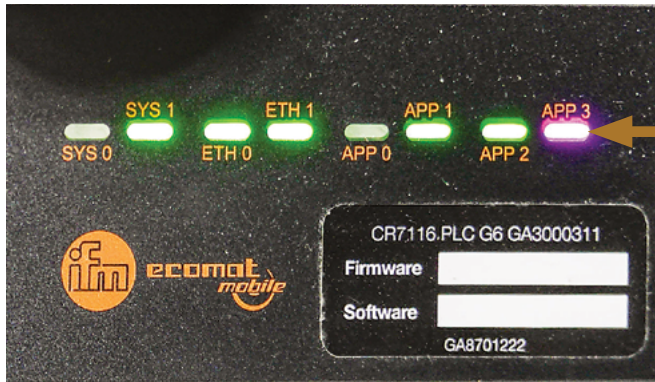 SYS 1 ETH 1 APP 1 APP 3
SYS 0 ETH 0 APP 0 APP 2
ifm ecomat
mobile
CR7116 PLC G6 GA3000311
Firmware
Software
GA8701222